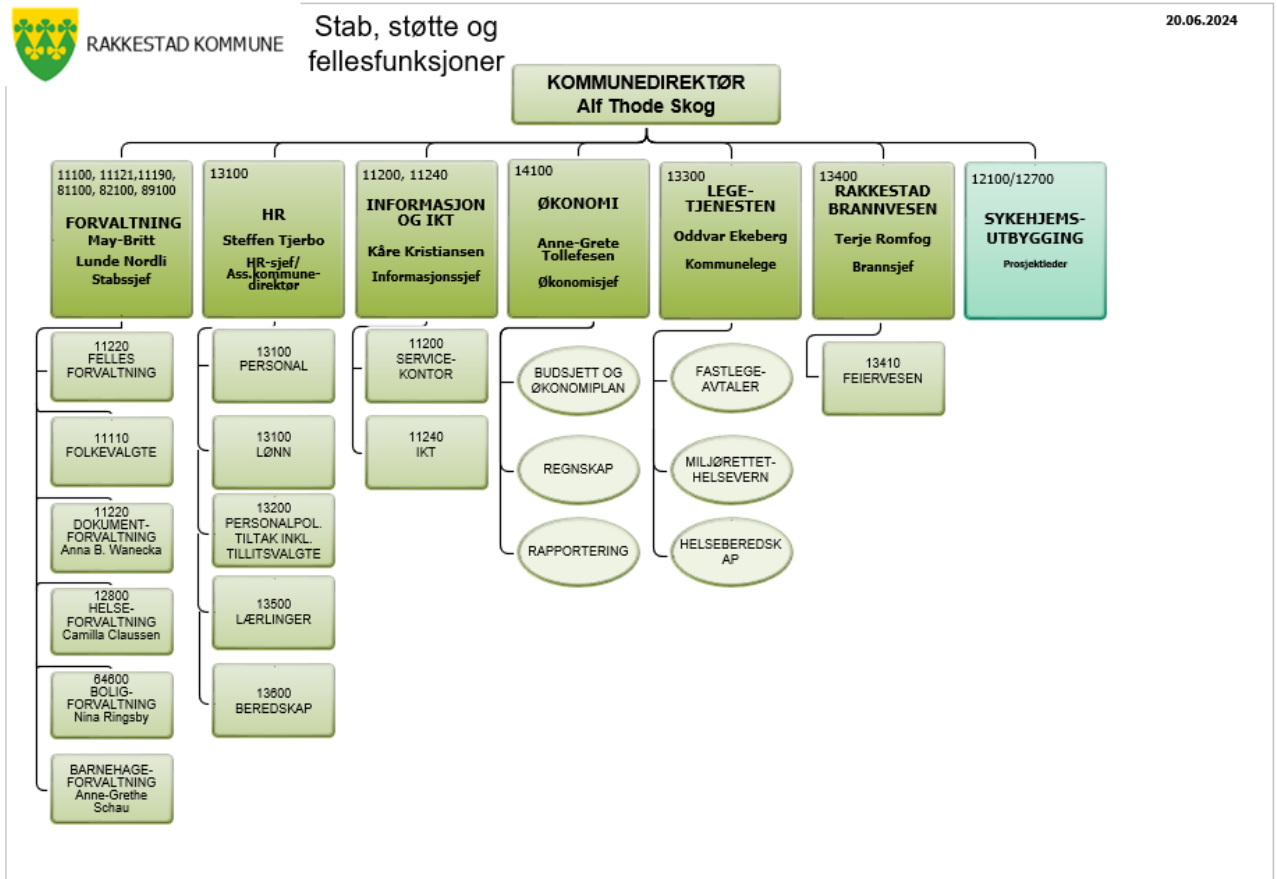 RAKKESTAD KOMMUNE
Stab, støtte og
fellesfunksjoner
20.06.2024
KOMMUNEDIREKTØR
Alf Thode Skog
11100, 11121,11190,
81100, 82100, 89100
FORVALTNING
May-Britt
Lunde Nordli
Stabssjef
13100
HR
Steffen Tjerbo
HR-sjef/
Ass.kommune-
direktør
11200, 11240
INFORMASJON
OG IKT
Kåre Kristiansen
Informasjonssjef
14100
ØKONOMI
Anne-Grete
Tollefesen
Økonomisjef
13300
LEGE-
TJENESTEN
Oddvar Ekeberg
Kommunelege
13400
RAKKESTAD
BRANNVESEN
Terje Romfog
Brannsjef
12100/12700
SYKEHJEMS-
UTBYGGING
Prosjektleder
11220
FELLES
FORVALTNING
11110
FOLKEVALGTE
11220
DOKUMENT-
FORVALTNING
Anna B. Wanecka
12800
HELSE-
FORVALTNING
Camilla Claussen
64600
BOLIG-
FORVALTNING
Nina Ringsby
BARNEHAGE-
FORVALTNING
Anne-Grethe
Schau
13100
PERSONAL
13100
LØNN
13200
PERSONALPOL.
TILTAK INKL.
TILLITSVALGTE
13500
LÆRLINGER
13600
BEREDSKAP
11200
SERVICE-
KONTOR
11240
IKT
BUDSJETT OG
ØKONOMIPLAN
REGNSKAP
RAPPORTERING
FASTLEGE-
AVTALER
MILJØRETTET-
HELSEVERN
HELSEBEREDSK
AP
13410
FEIERVESEN